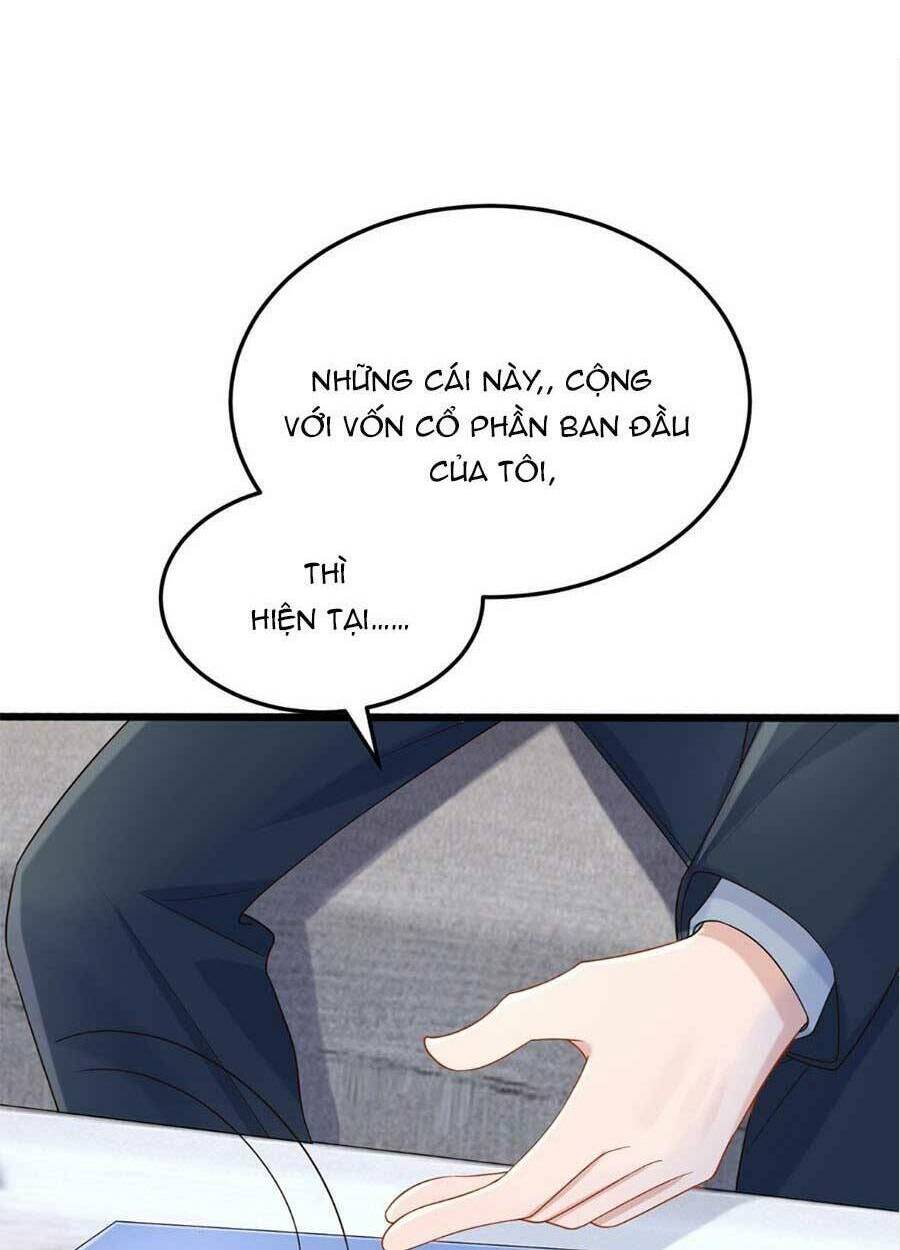 NHỮNG CÁI NÀY,, CỘNG
VỚI VỐN CỔ PHẦN BAN ĐẦU
CỦA TÔI,
THÌ
HIỆN TẠI......